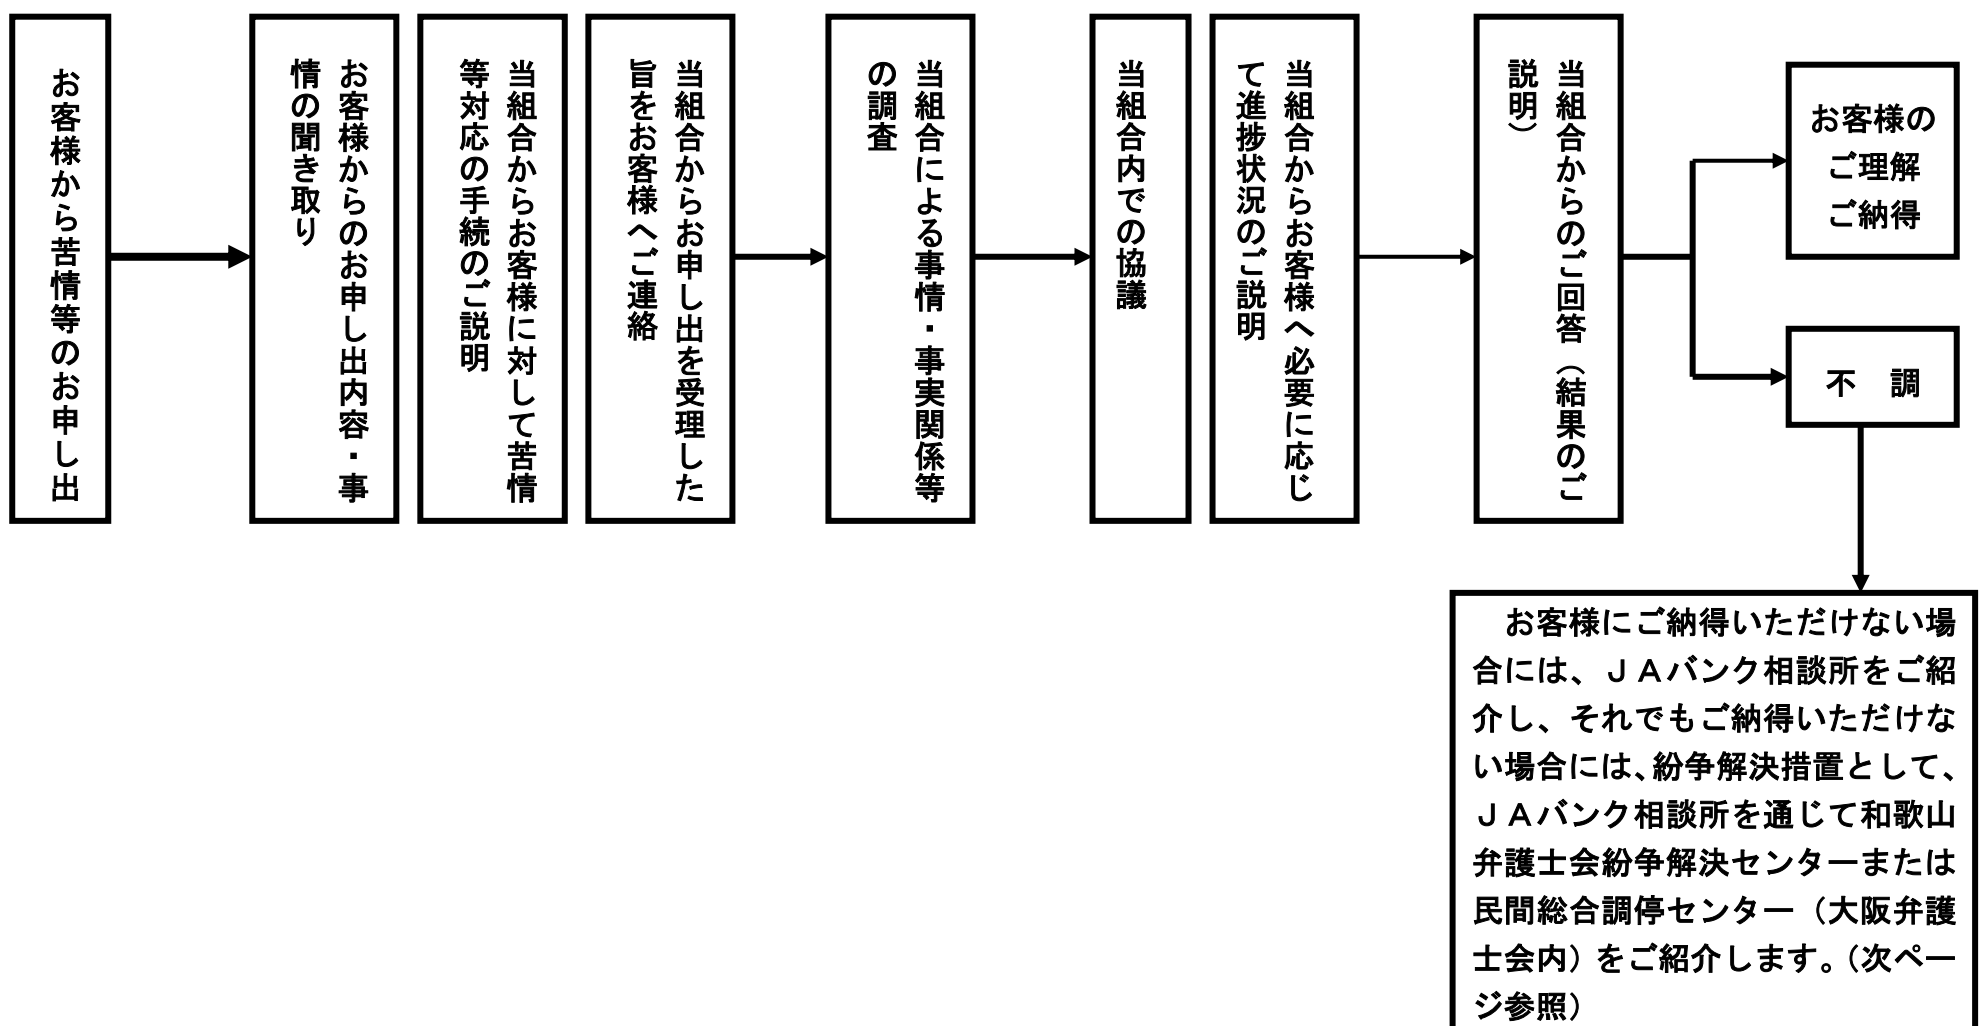 お客様から苦情等のお申し出
お客様からのお申し出内容・事
情の聞き取り
当組合からお客様に対して苦情
等対応の手続のご説明
当組合からお申し出を受理した
旨をお客様へご連絡
当組合による事情・事実関係等
の調査
当組合内での協議
当組合からお客様へ必要に応じ
て進捗状況のご説明
当組合からのご回答（結果のご
説明）
お客様の
ご理解
ご納得
不　調
　お客様にご納得いただけない場
合には、ＪＡバンク相談所をご紹
介し、それでもご納得いただけな
い場合には、紛争解決措置として、
ＪＡバンク相談所を通じて和歌山
弁護士会紛争解決センターまたは
民間総合調停センター（大阪弁護
士会内）をご紹介します。（次ペー
ジ参照）